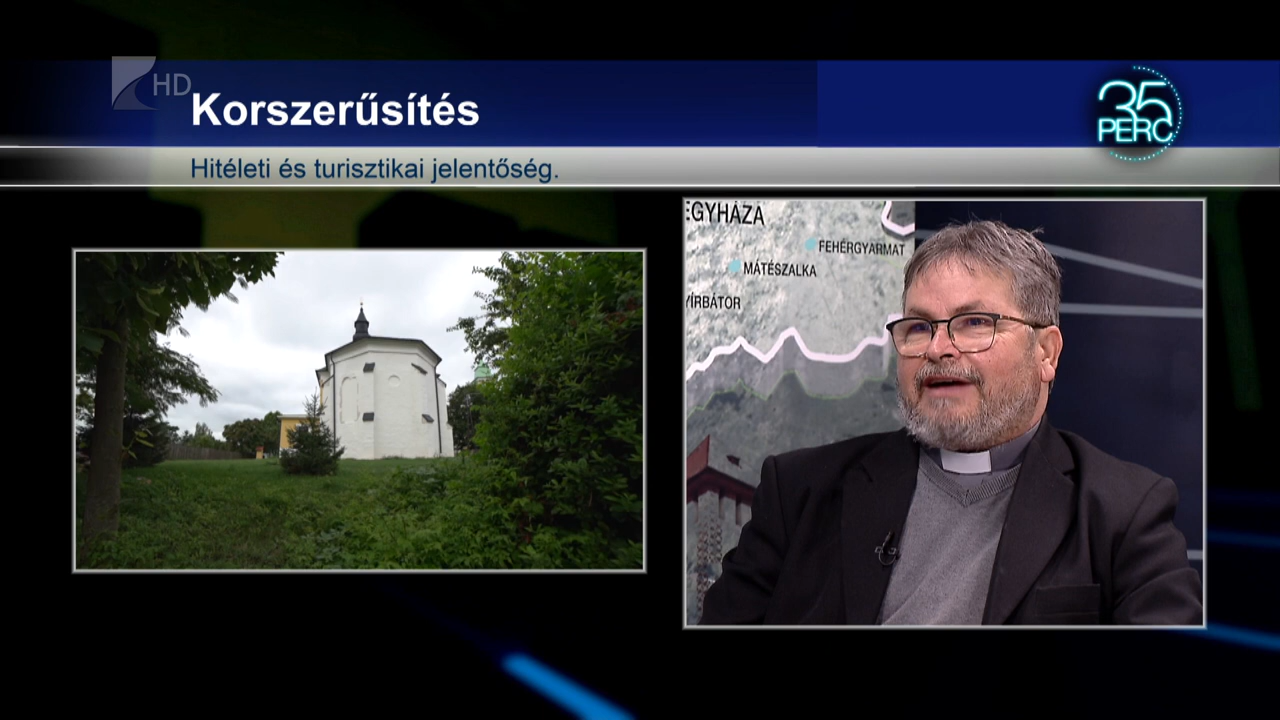 HD
Korszerűsítés
35
PERC
Hitéleti és turisztikai jelentőség.
EGYHÁZA
FEHÉRGYARMAT
MÁTÉSZALKA
YÍRBÁTOR